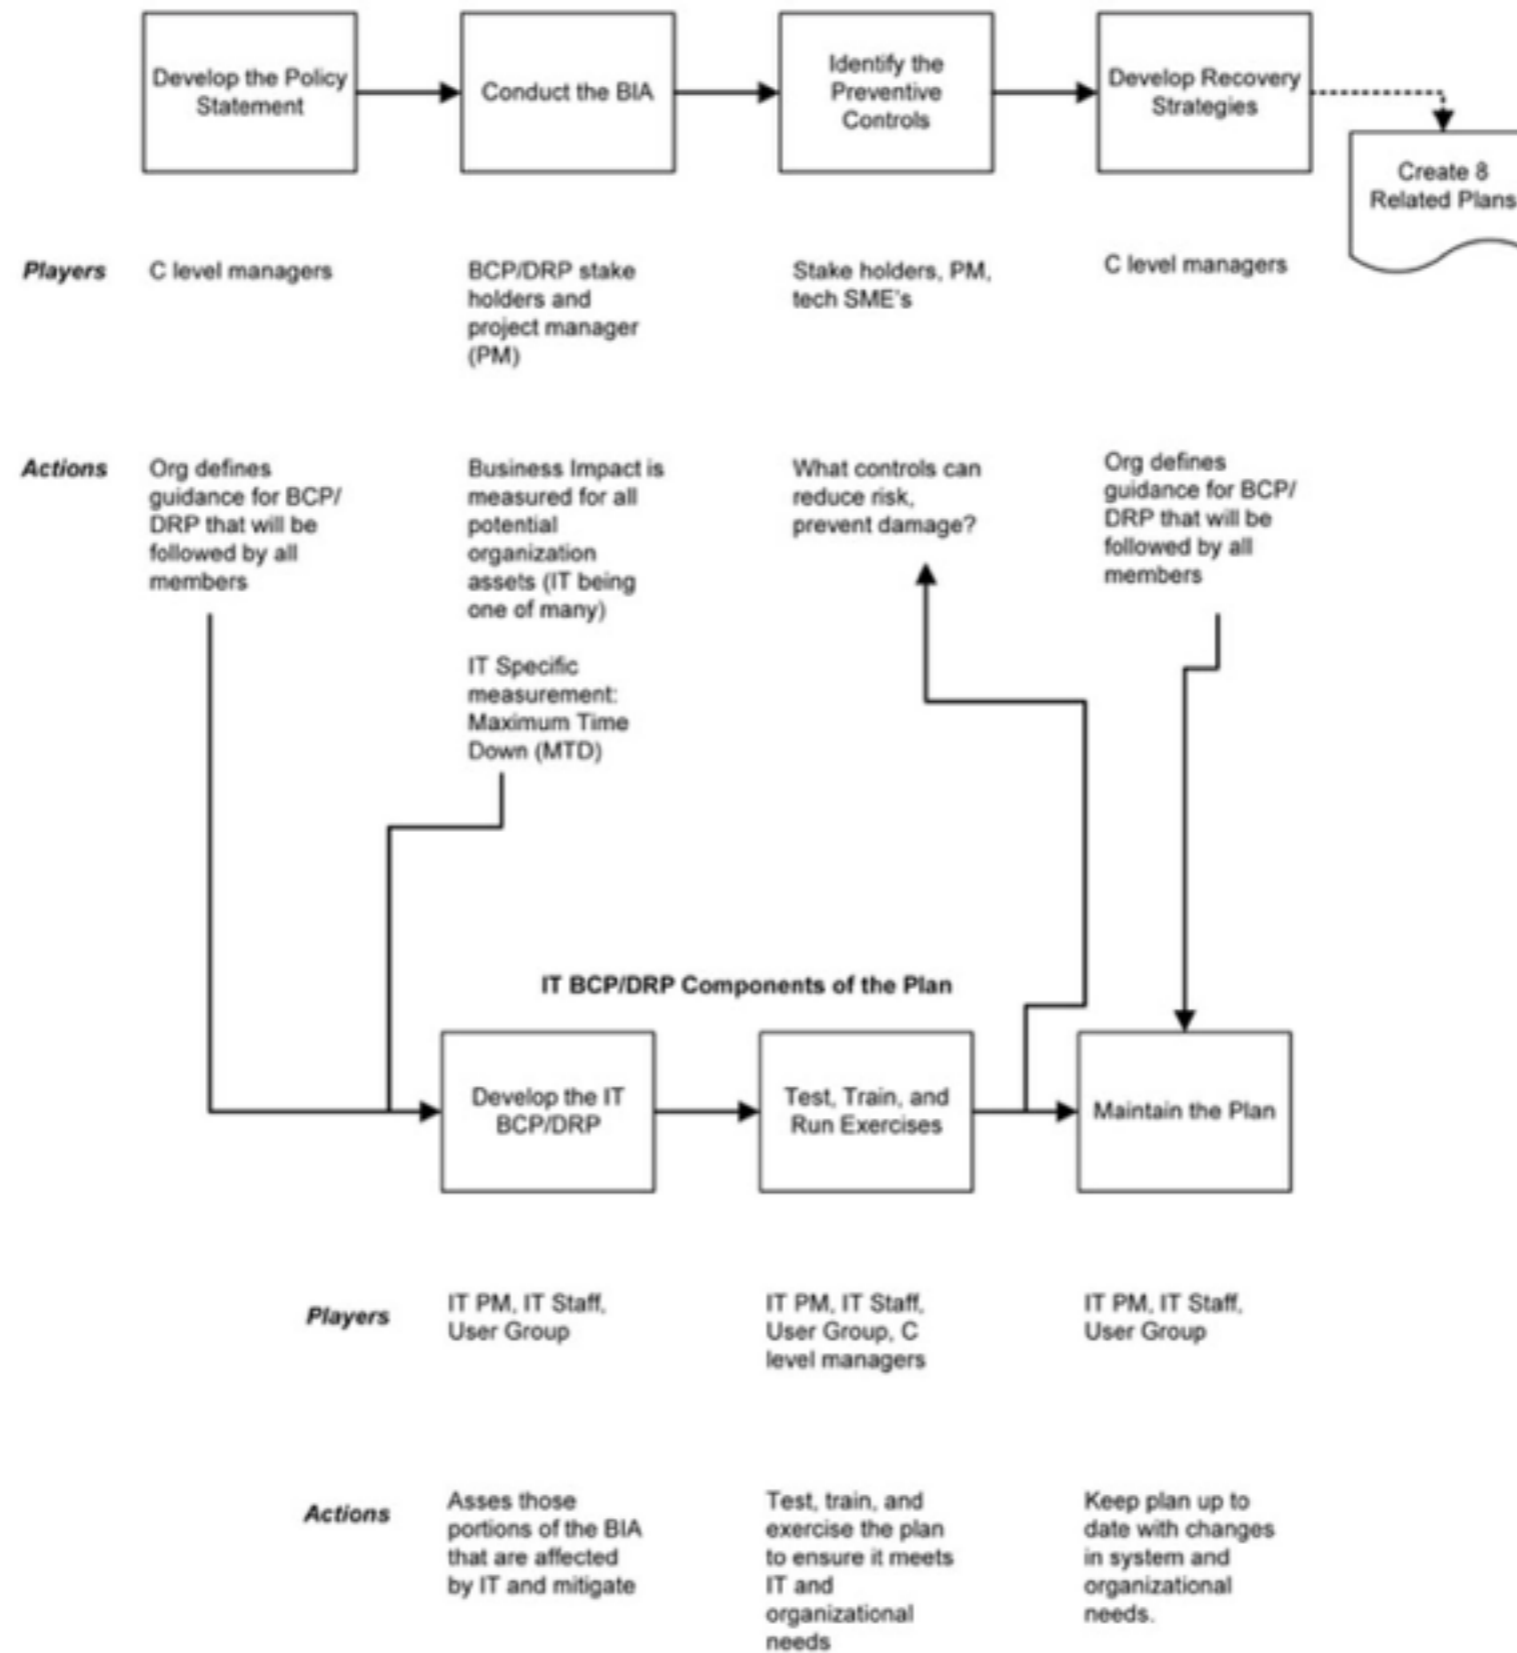 Develop the Policy
Statement
Conduct the BIA
Identify the
Preventive
Controls
Develop Recovery
Strategies
Create 8
Related Plans
Players
C level managers
BCP/DRP stake
holders and
project manager
(PM)
Stake holders, PM,
tech SME's
C level managers
Actions
Org defines
guidance for BCP/
DRP that will be
followed by all
members
Business Impact is
measured for all
potential
organization
assets (IT being
one of many)
IT Specific
measurement:
Maximum Time
Down (MTD)
What controls can
reduce risk,
prevent damage?
Org defines
guidance for BCP/
DRP that will be
followed by all
members
IT BCP/DRP Components of the Plan
Develop the IT
BCP/DRP
Test, Train, and
Run Exercises
Maintain the Plan
Players
IT PM, IT Staff,
User Group
IT PM, IT Staff,
User Group, C
level managers
IT PM, IT Staff,
User Group
Actions
Asses those
portions of the BIA
that are affected
by IT and mitigate
Test, train, and
exercise the plan
to ensure it meets
IT and
organizational
needs
Keep plan up to
date with changes
in system and
organizational
needs.